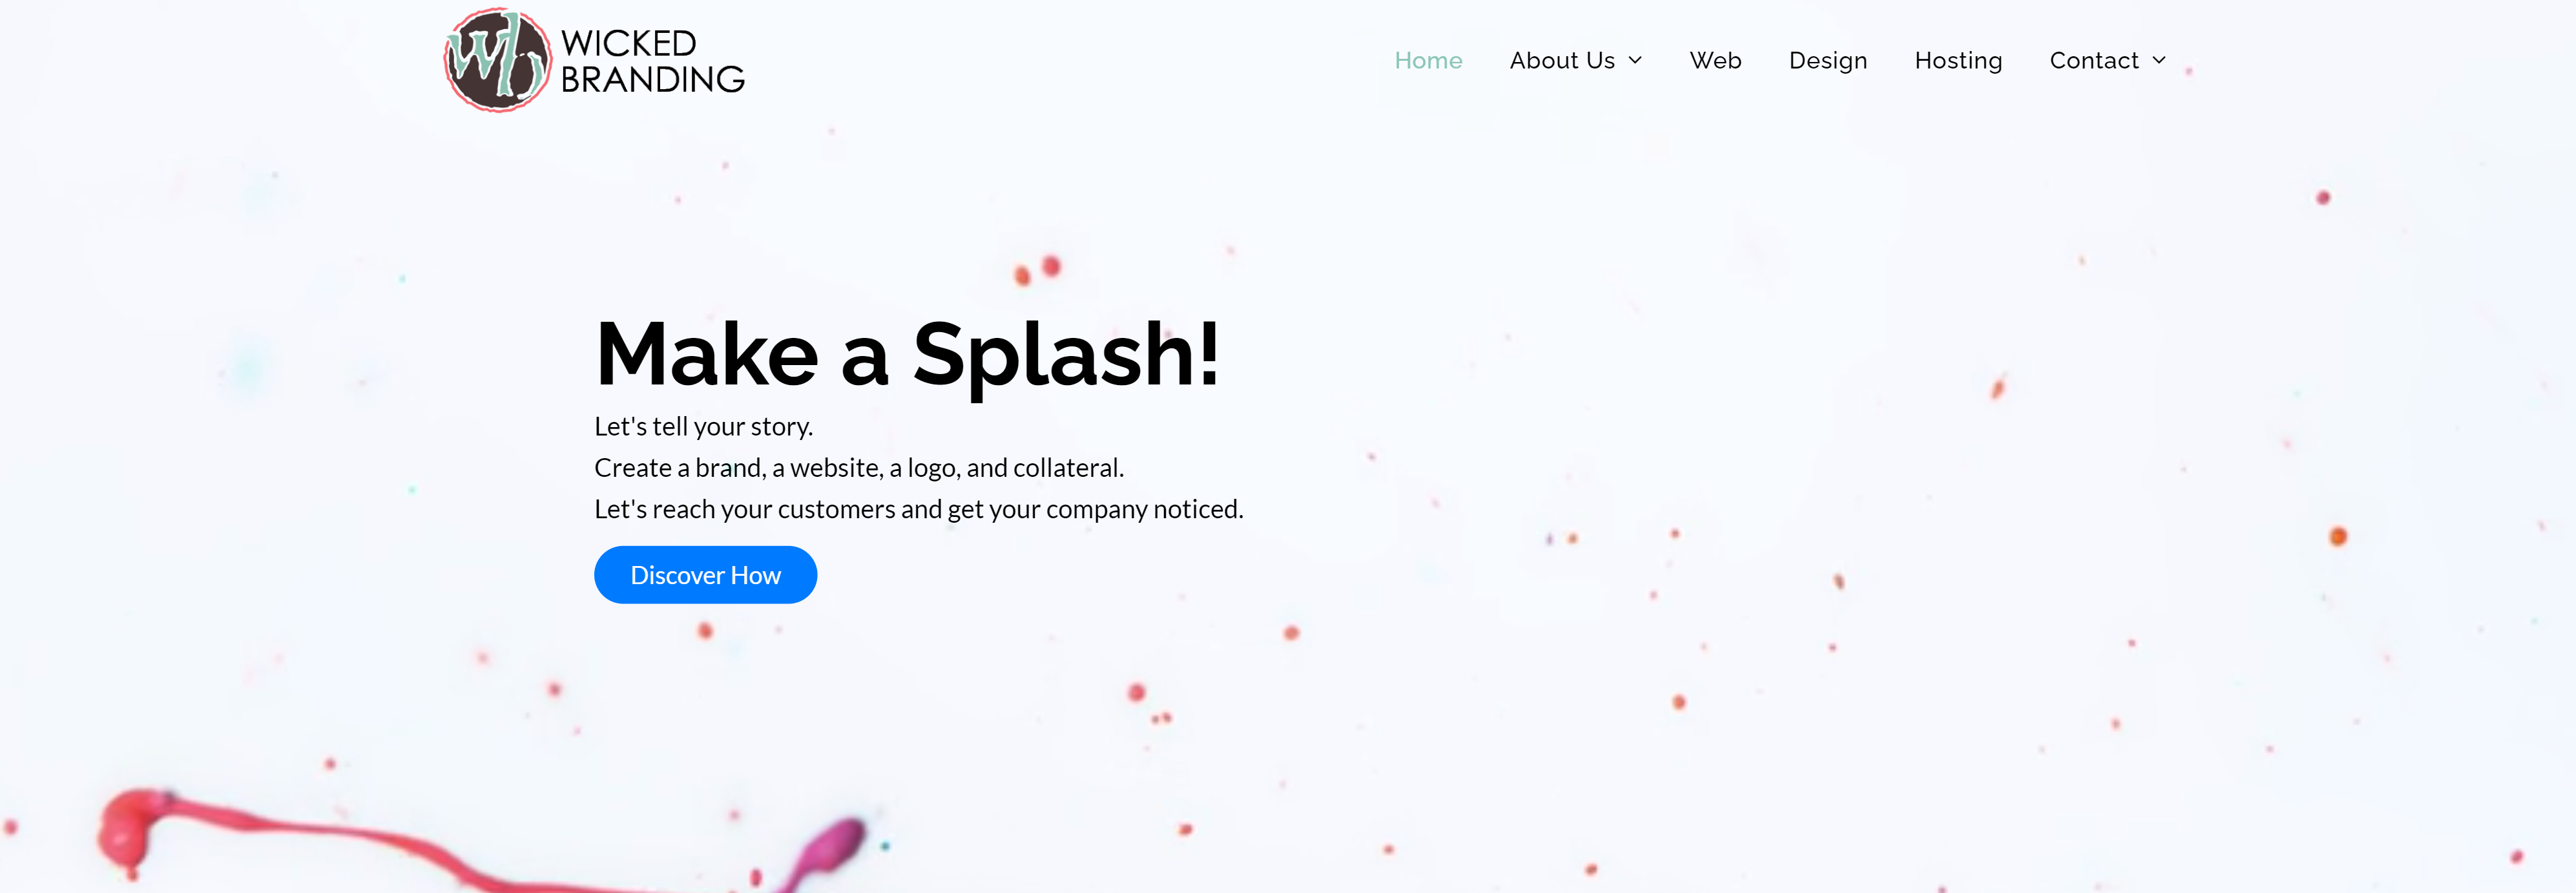 wb
WICKED
BRANDING
Home
About Us
Web
Design
Hosting
Contact
Make a Splash!
Let's tell your story.
Create a brand, a website, a logo, and collateral.
Let's reach your customers and get your company noticed.
Discover How